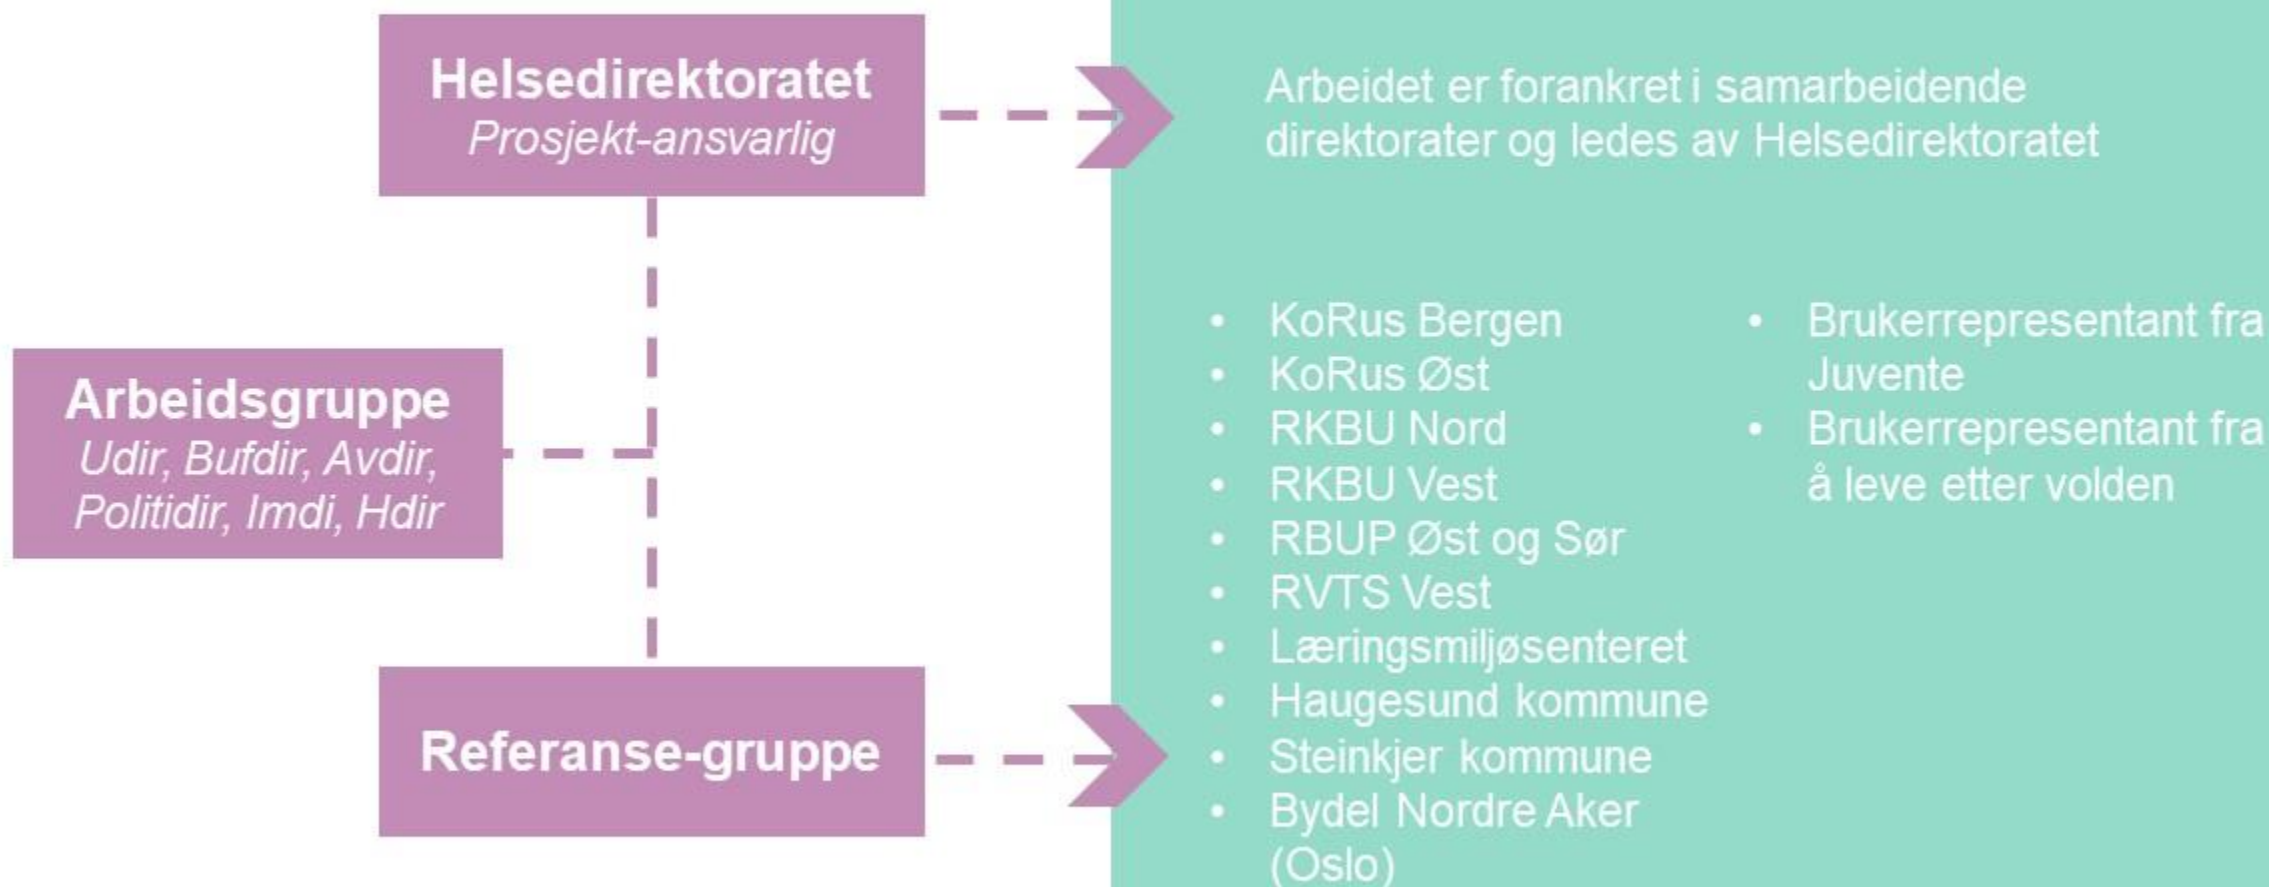 Helsedirektoratet
Prosjekt-ansvarlig
Arbeidet er forankret i samarbeidende
direktorater og ledes av Helsedirektoratet
Arbeidsgruppe
Udir, Bufdir, Avdir,
Politidir, Imdi, Hdir
Referanse-gruppe
• KoRus Bergen
• KoRus Øst
• RKBU Nord
• RKBU Vest
• RBUP Øst og Sør
• RVTS Vest
• Læringsmiljøsenteret
• Haugesund kommune
• Steinkjer kommune
• Bydel Nordre Aker
(Oslo)
• Brukerrepresentant fra
Juvente
• Brukerrepresentant fra
å leve etter volden